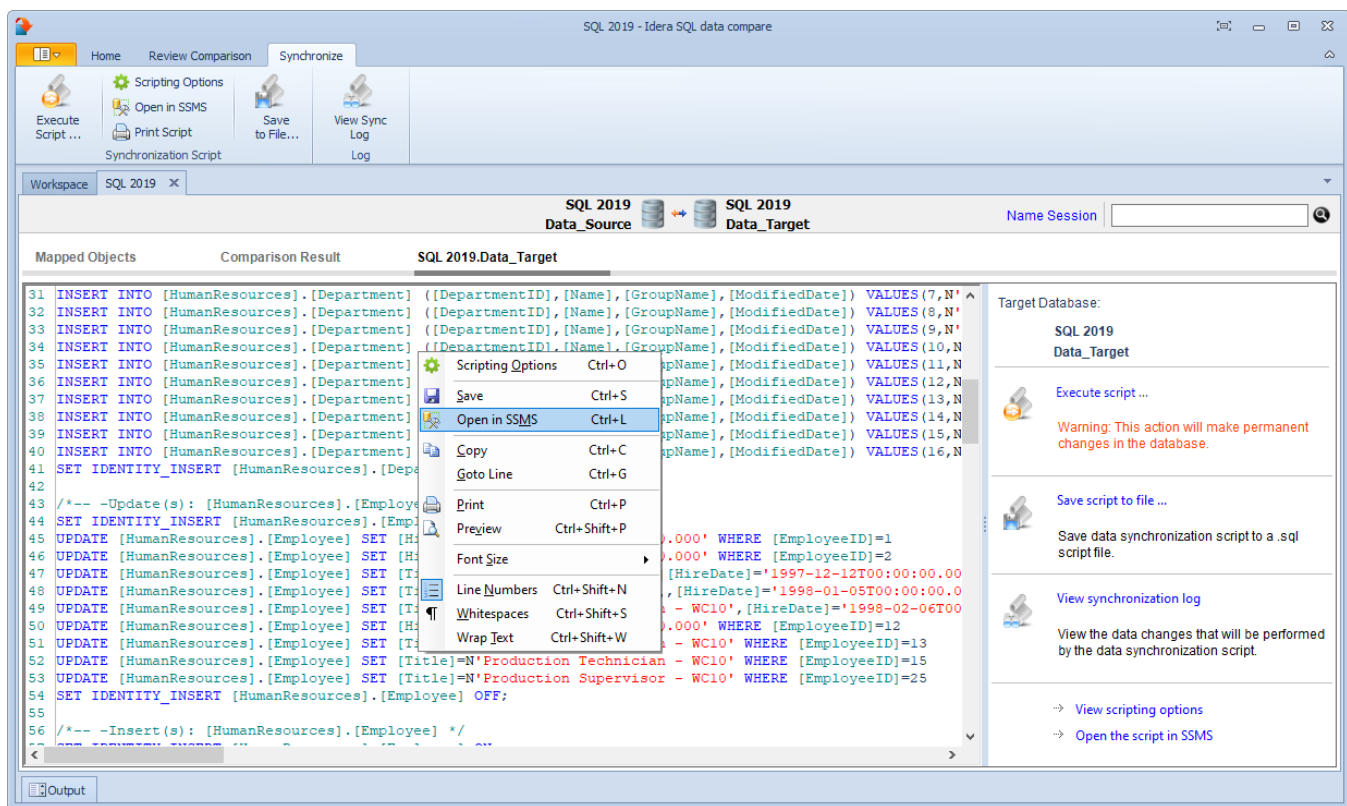 SQL 2019 - Idera SQL data compare
Home Review Comparison Synchronize
Execute Script ...
Scripting Options
Open in SSMS
Print Script
Save to File...
View Sync Log
Synchronization Script Log
Workspace SQL 2019
SQL 2019 SQL 2019
Data_Source Data_Target
Name Session
Mapped Objects Comparison Result SQL 2019.Data_Target
31 INSERT INTO [HumanResources].[Department] ([DepartmentID],[Name],[GroupName],[ModifiedDate]) VALUES(7,N'
32 INSERT INTO [HumanResources].[Department] ([DepartmentID],[Name],[GroupName],[ModifiedDate]) VALUES(8,N'
33 INSERT INTO [HumanResources].[Department] ([DepartmentID],[Name],[GroupName],[ModifiedDate]) VALUES(9,N'
34 INSERT INTO [HumanResources].[Department] ([DepartmentID],[Name],[GroupName],[ModifiedDate]) VALUES(10,N
35 INSERT INTO [HumanResources].[Department] pName],[ModifiedDate]) VALUES(11,N
36 INSERT INTO [HumanResources].[Department] pName],[ModifiedDate]) VALUES(12,N
37 INSERT INTO [HumanResources].[Department] pName],[ModifiedDate]) VALUES(13,N
38 INSERT INTO [HumanResources].[Department] pName],[ModifiedDate]) VALUES(14,N
39 INSERT INTO [HumanResources].[Department] pName],[ModifiedDate]) VALUES(15,N
40 INSERT INTO [HumanResources].[Department] pName],[ModifiedDate]) VALUES(16,N
41 SET IDENTITY_INSERT [HumanResources].[Depa
42
43 /*-- -Update(s): [HumanResources].[Employe
44 SET IDENTITY_INSERT [HumanResources].[Empl
45 UPDATE [HumanResources].[Employee] SET [Hi .000' WHERE [EmployeeID]=1
46 UPDATE [HumanResources].[Employee] SET [Hi .000' WHERE [EmployeeID]=2
47 UPDATE [HumanResources].[Employee] SET [Ti [HireDate]='1997-12-12T00:00:00.00
48 UPDATE [HumanResources].[Employee] SET [Ti ,[HireDate]='1998-01-05T00:00:00.0
49 UPDATE [HumanResources].[Employee] SET [Ti - WC10',[HireDate]='1998-02-06T00
50 UPDATE [HumanResources].[Employee] SET [Hi .000' WHERE [EmployeeID]=12
51 UPDATE [HumanResources].[Employee] SET [Ti - WC10' WHERE [EmployeeID]=13
52 UPDATE [HumanResources].[Employee] SET [Title]=N'Production Technician - WC10' WHERE [EmployeeID]=15
53 UPDATE [HumanResources].[Employee] SET [Title]=N'Production Supervisor - WC10' WHERE [EmployeeID]=25
54 SET IDENTITY_INSERT [HumanResources].[Employee] OFF;
55
56 /*-- -Insert(s): [HumanResources].[Employee] */
Scripting Options Ctrl+O
Save Ctrl+S
Open in SSMS Ctrl+L
Copy Ctrl+C
Goto Line Ctrl+G
Print Ctrl+P
Preview Ctrl+Shift+P
Font Size
Line Numbers Ctrl+Shift+N
Whitespaces Ctrl+Shift+S
Wrap Text Ctrl+Shift+W
Target Database:
SQL 2019
Data_Target
Execute script ...
Warning: This action will make permanent
changes in the database.
Save script to file ...
Save data synchronization script to a .sql
script file.
View synchronization log
View the data changes that will be performed
by the data synchronization script.
View scripting options
Open the script in SSMS
Output